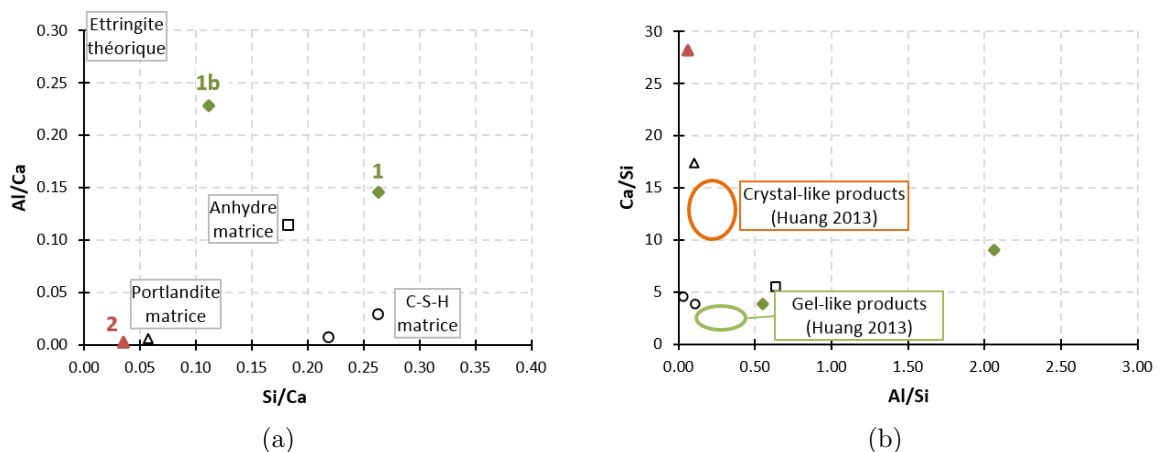 Ettringite
théorique
1b
1
Anhydre
matrice
Portlandite
matrice
2
C-S-H
matrice
0.30
0.25
0.20
0.15
0.10
0.05
0.00
Al/Ca
0.00 0.05 0.10 0.15 0.20 0.25 0.30 0.35 0.40
Si/Ca
(a)
30
25
20
15
10
5
0
Ca/Si
Crystal-like products
(Huang 2013)
Gel-like products
(Huang 2013)
0.00 0.50 1.00 1.50 2.00 2.50 3.00
Al/Si
(b)